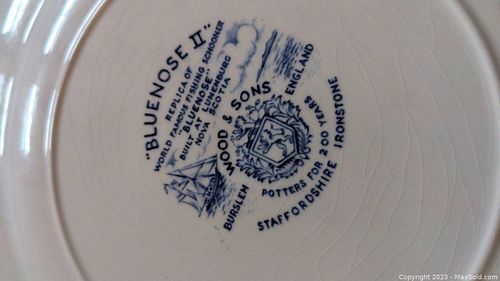 "BLUENOSE II"
REPLICA OF
WORLD FAMOUS FISHING SCHOONER
"BLUENOSE"
BUILT AT LUNENBURG
NOVA SCOTIA
WOOD & SONS
BURSLEM ENGLAND
POTTERS FOR 200 YEARS
STAFFORDSHIRE IRONSTONE
Copyright 2023 - MaxSold.com